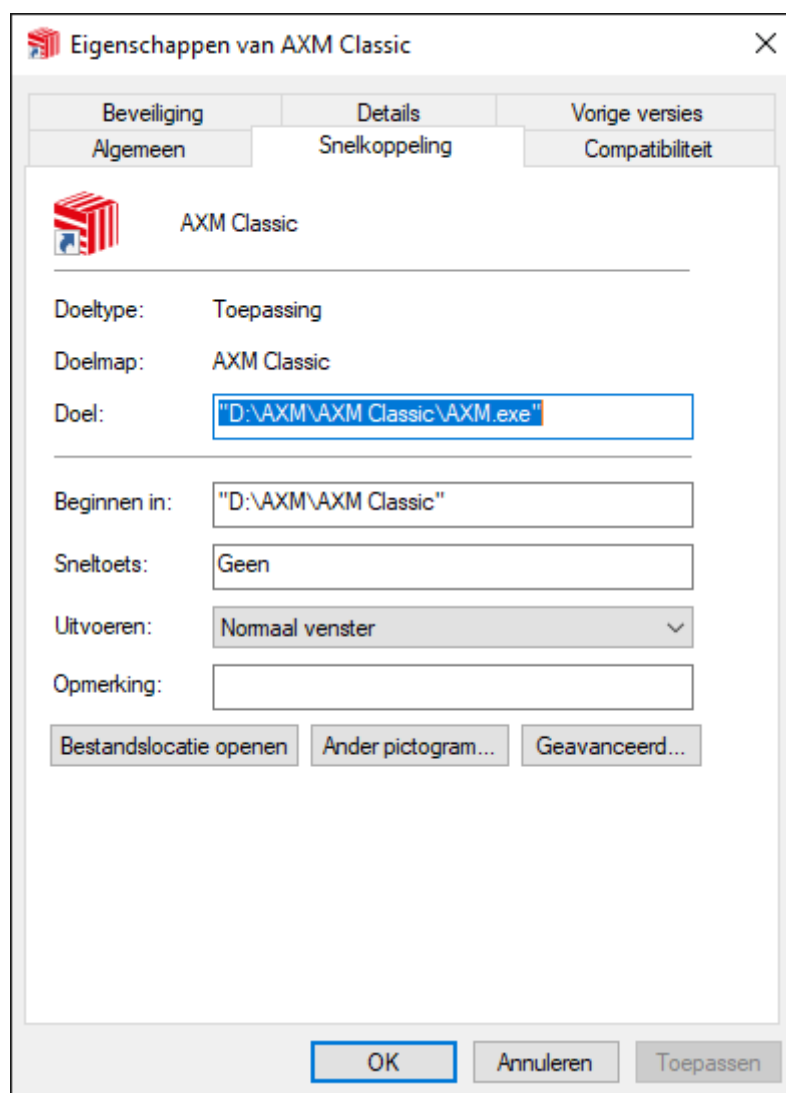 Eigenschappen van AXM Classic
Beveiliging Details Vorige versies
Algemeen Snelkoppeling Compatibiliteit
AXM Classic
Doeltype: Toepassing
Doelmap: AXM Classic
Doel: "D:\AXM\AXM Classic\AXM.exe"
Beginnen in: "D:\AXM\AXM Classic"
Sneltoets: Geen
Uitvoeren: Normaal venster
Opmerking:
Bestandslocatie openen Ander pictogram... Geavanceerd...
OK Annuleren Toepassen